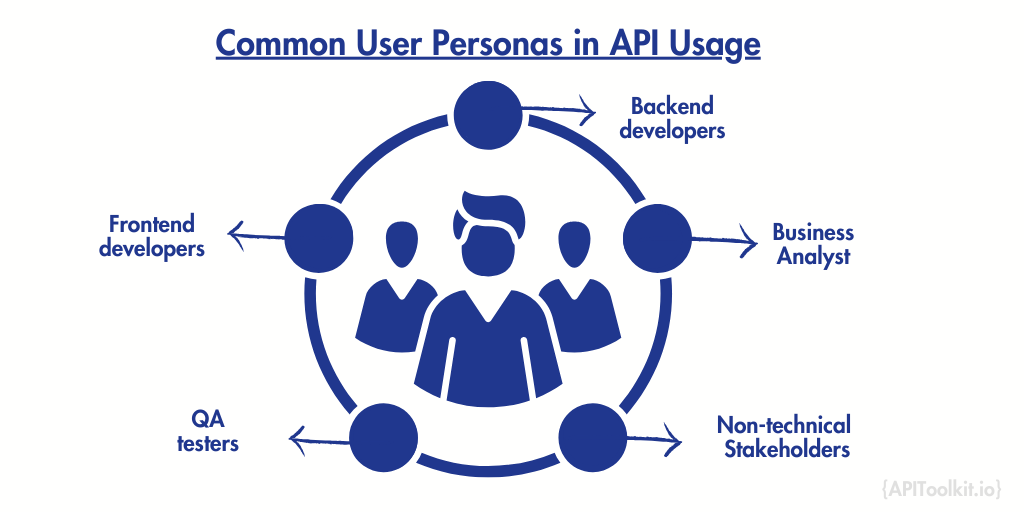 Common User Personas in API Usage
Backend
developers
Frontend
developers
Business
Analyst
QA
testers
Non-technical
Stakeholders
{APIToolkit.io}